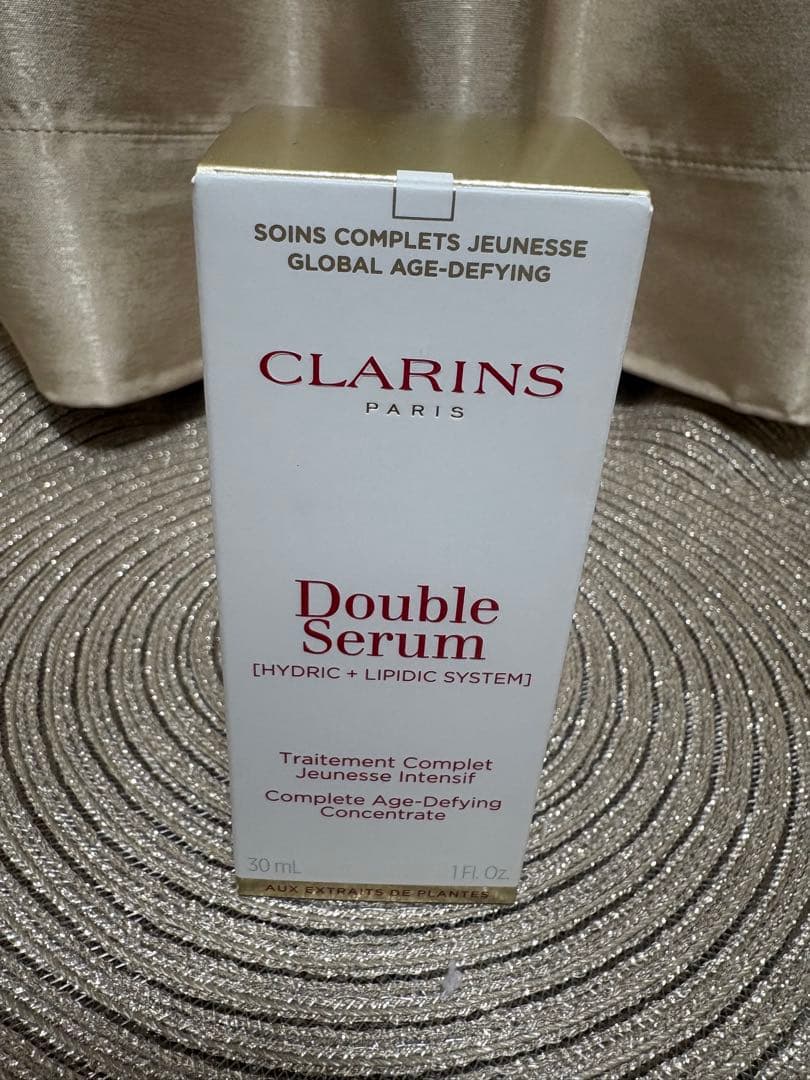 SOINS COMPLETS JEUNESSE
GLOBAL AGE-DEFYING
CLARINS
PARIS
Double
Serum
[HYDRIC + LIPIDIC SYSTEM]
Traitement Complet
Jeunesse Intensif
Complete Age-Defying
Concentrate
30 mL 1 Fl. Oz.
AUX EXTRAITS DE PLANTES